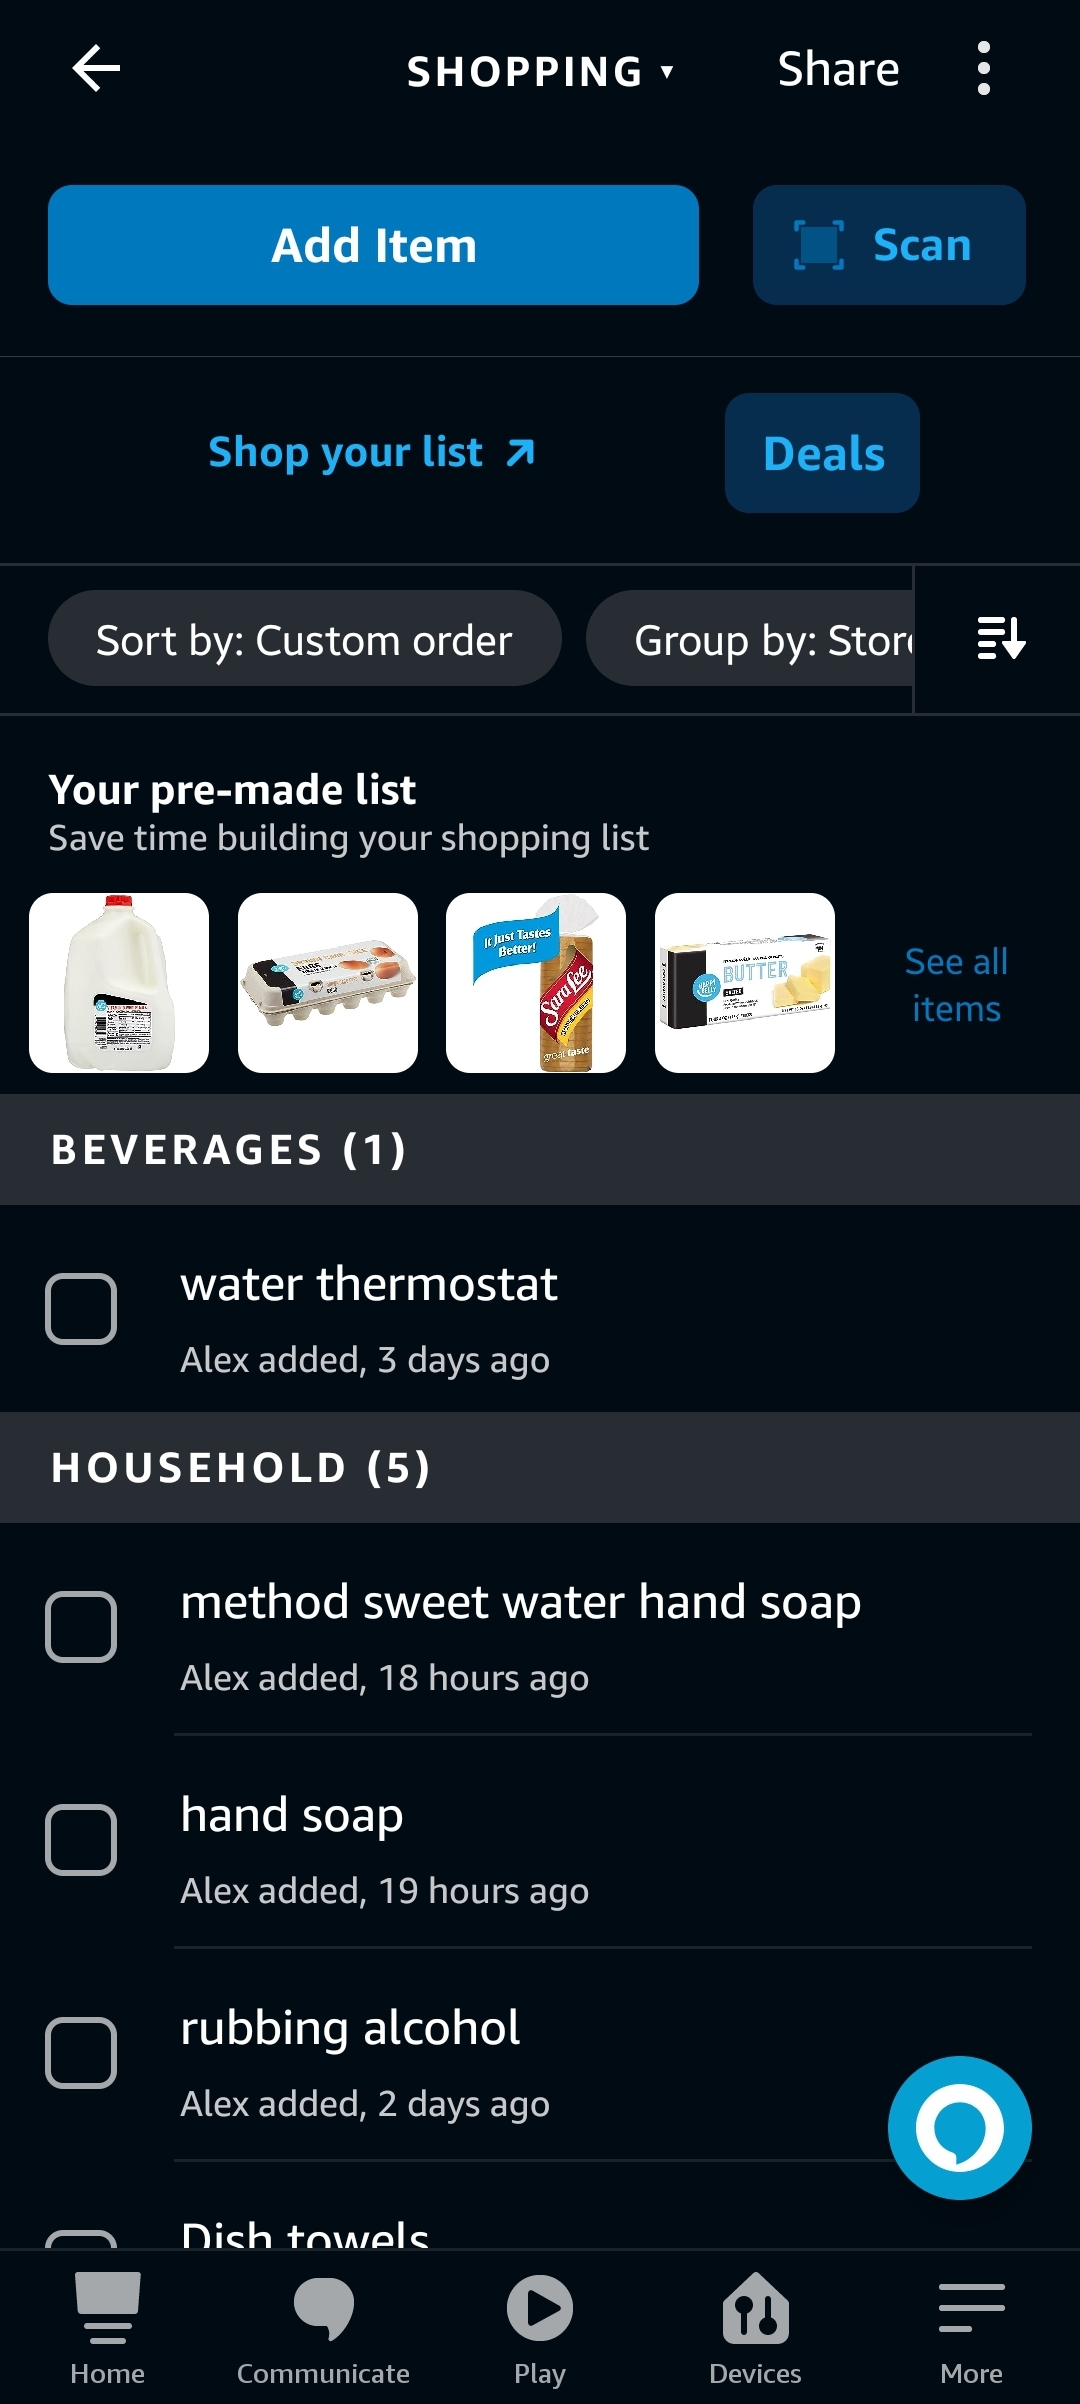 SHOPPING ▼ Share
Add Item
Scan
Shop your list
Deals
Sort by: Custom order
Group by: Store
Your pre-made list
Save time building your shopping list
It Just Tastes
Better!
Sara Lee
great taste
BUTTER
See all
items
BEVERAGES (1)
water thermostat
Alex added, 3 days ago
HOUSEHOLD (5)
method sweet water hand soap
Alex added, 18 hours ago
hand soap
Alex added, 19 hours ago
rubbing alcohol
Alex added, 2 days ago
Dish towels
Home Communicate Play Devices More